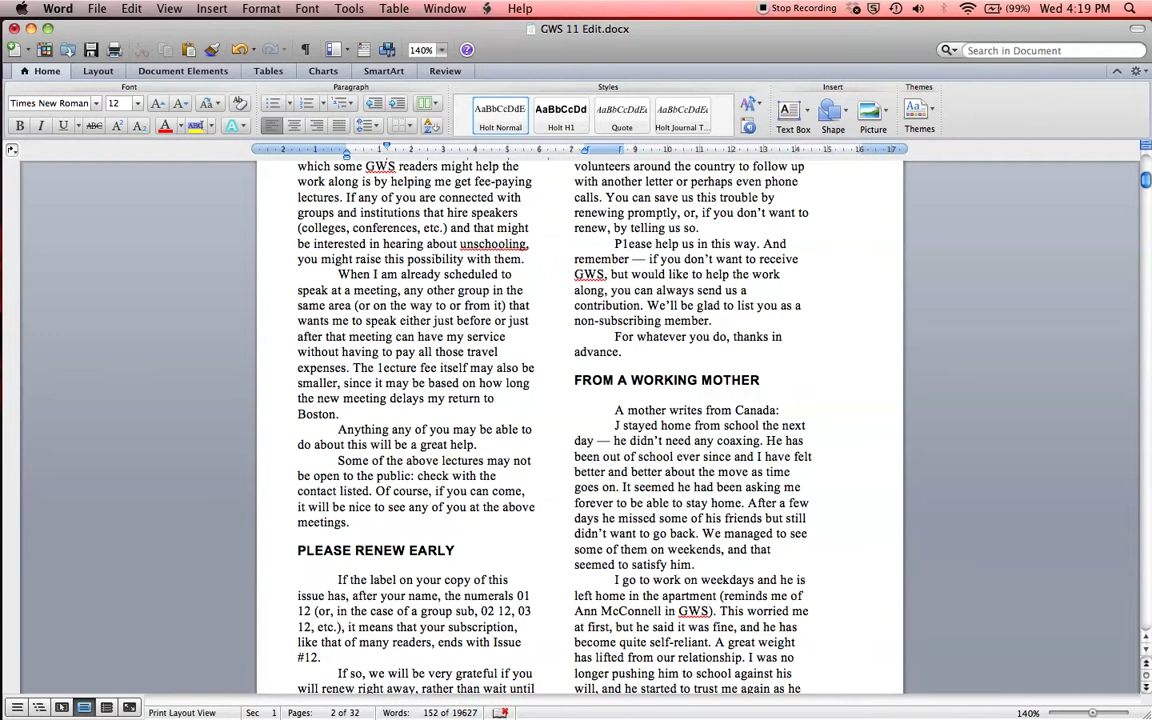 Word File Edit View Insert Format Font Tools Table Window Help Stop Recording (99%) Wed 4:19 PM
GWS 11 Edit.docx
140% Search in Document
Home Layout Document Elements Tables Charts SmartArt Review
Font Paragraph Styles Insert Themes
Times New Roman 12 AaBbCcDdE AaBbCcDd AaBbCcDdE AaBbCcDdEe
Holt Normal Holt H1 Quote Holt Journal T... Text Box Shape Picture Themes
2 1 1 2 3 4 5 6 7 9 10 11 12 13 14 15 16 17
which some GWS readers might help the
work along is by helping me get fee-paying
lectures. If any of you are connected with
groups and institutions that hire speakers
(colleges, conferences, etc.) and that might
be interested in hearing about unschooling,
you might raise this possibility with them.
When I am already scheduled to
speak at a meeting, any other group in the
same area (or on the way to or from it) that
wants me to speak either just before or just
after that meeting can have my service
without having to pay all those travel
expenses. The 1ecture fee itself may also be
smaller, since it may be based on how long
the new meeting delays my return to
Boston.
Anything any of you may be able to
do about this will be a great help.
Some of the above lectures may not
be open to the public: check with the
contact listed. Of course, if you can come,
it will be nice to see any of you at the above
meetings.
PLEASE RENEW EARLY
If the label on your copy of this
issue has, after your name, the numerals 01
12 (or, in the case of a group sub, 02 12, 03
12, etc.), it means that your subscription,
like that of many readers, ends with Issue
#12.
If so, we will be very grateful if you
will renew right away, rather than wait until
volunteers around the country to follow up
with another letter or perhaps even phone
calls. You can save us this trouble by
renewing promptly, or, if you don't want to
renew, by telling us so.
P1ease help us in this way. And
remember — if you don't want to receive
GWS, but would like to help the work
along, you can always send us a
contribution. We'll be glad to list you as a
non-subscribing member.
For whatever you do, thanks in
advance.
FROM A WORKING MOTHER
A mother writes from Canada:
J stayed home from school the next
day — he didn't need any coaxing. He has
been out of school ever since and I have felt
better and better about the move as time
goes on. It seemed he had been asking me
forever to be able to stay home. After a few
days he missed some of his friends but still
didn't want to go back. We managed to see
some of them on weekends, and that
seemed to satisfy him.
I go to work on weekdays and he is
left home in the apartment (reminds me of
Ann McConnell in GWS). This worried me
at first, but he said it was fine, and he has
become quite self-reliant. A great weight
has lifted from our relationship. I was no
longer pushing him to school against his
will, and he started to trust me again as he
Print Layout View Sec 1 Pages: 2 of 32 Words: 152 of 19627 140%